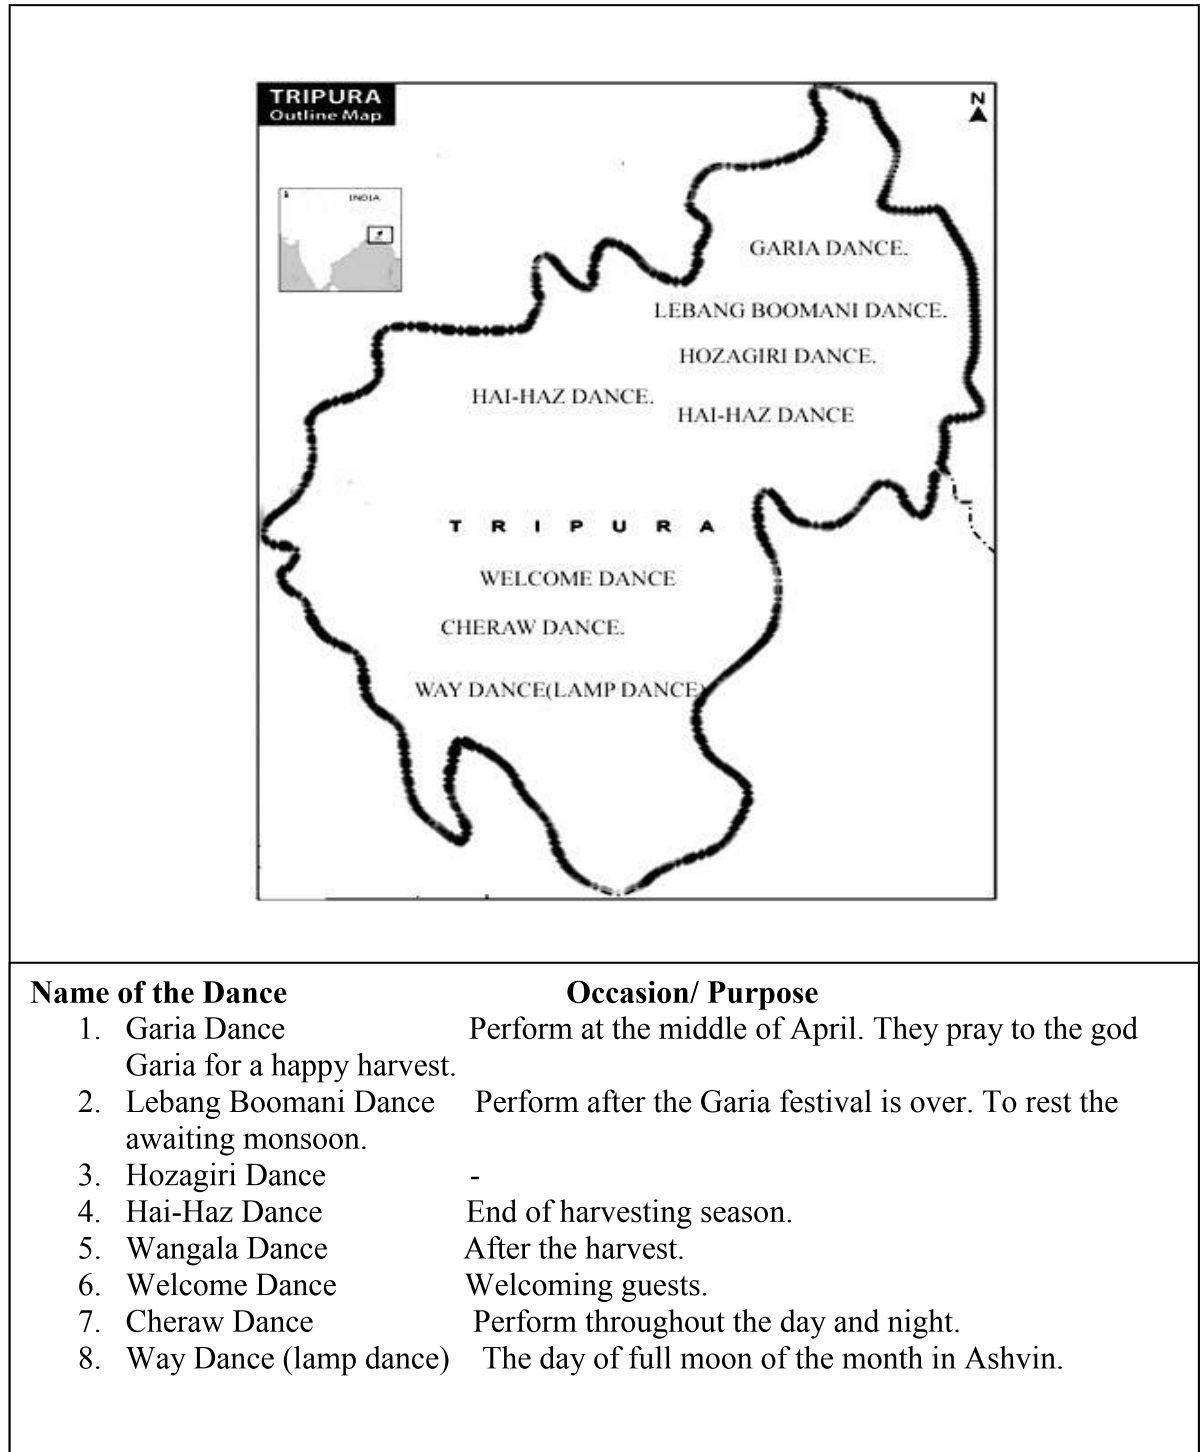 TRIPURA
Outline Map
N
INDIA
GARIA DANCE.
LEBANG BOOMANI DANCE.
HOZAGIRI DANCE.
HAI-HAZ DANCE.
HAI-HAZ DANCE
T R I P U R A
WELCOME DANCE
CHERAW DANCE.
WAY DANCE(LAMP DANCE)
Name of the Dance Occasion/ Purpose
1. Garia Dance Perform at the middle of April. They pray to the god
Garia for a happy harvest.
2. Lebang Boomani Dance Perform after the Garia festival is over. To rest the
awaiting monsoon.
3. Hozagiri Dance -
4. Hai-Haz Dance End of harvesting season.
5. Wangala Dance After the harvest.
6. Welcome Dance Welcoming guests.
7. Cheraw Dance Perform throughout the day and night.
8. Way Dance (lamp dance) The day of full moon of the month in Ashvin.